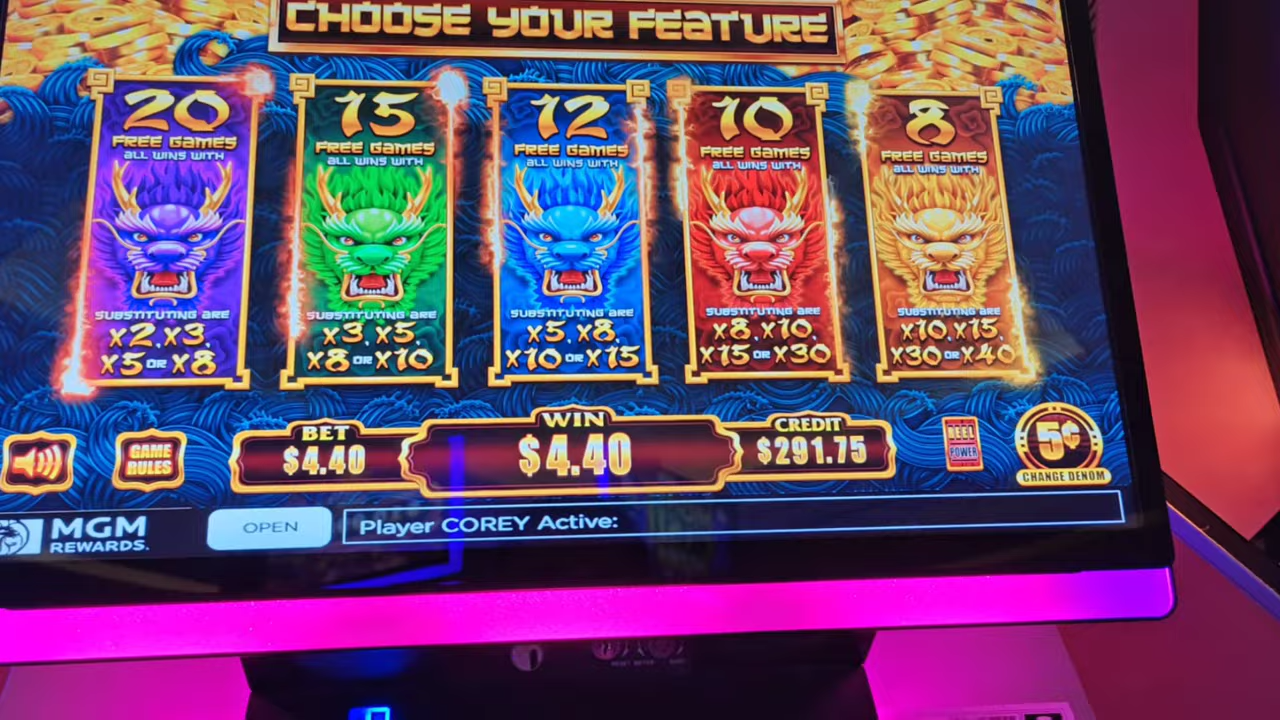 CHOOSE YOUR FEATURE
20
FREE GAMES
ALL WINS WITH
SUBSTITUTING ARE
X2, X3,
X5 OR X8
15
FREE GAMES
ALL WINS WITH
SUBSTITUTING ARE
X3, X5,
X8 OR X10
12
FREE GAMES
ALL WINS WITH
SUBSTITUTING ARE
X5, X8,
X10 OR X15
10
FREE GAMES
ALL WINS WITH
SUBSTITUTING ARE
X8, X10,
X15 OR X30
8
FREE GAMES
ALL WINS WITH
SUBSTITUTING ARE
X10, X15,
X30 OR X40
GAME
RULES
BET
$4.40
WIN
$4.40
CREDIT
$291.75
REEL
POWER
5¢
CHANGE DENOM
MGM
REWARDS.
OPEN
Player COREY Active: